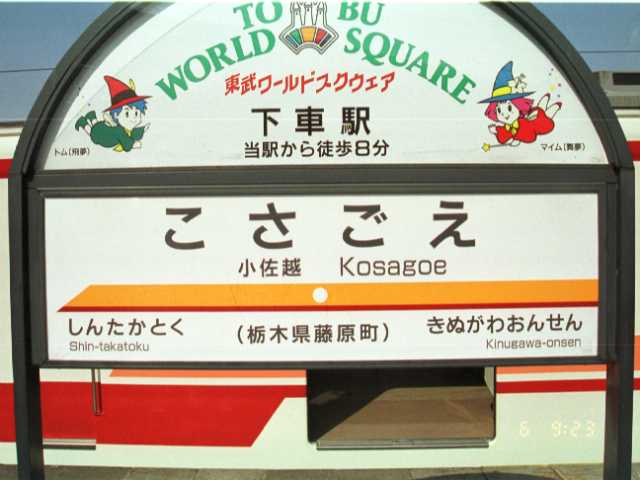 TOBU
WORLD SQUARE
東武ワールドスクウェア
下車駅
当駅から徒歩8分
トム(飛夢)
マイム(舞夢)
こさごえ
小佐越 Kosagoe
しんたかとく
Shin-takatoku
(栃木県藤原町)
きぬがわおんせん
Kinugawa-onsen
6 9:23